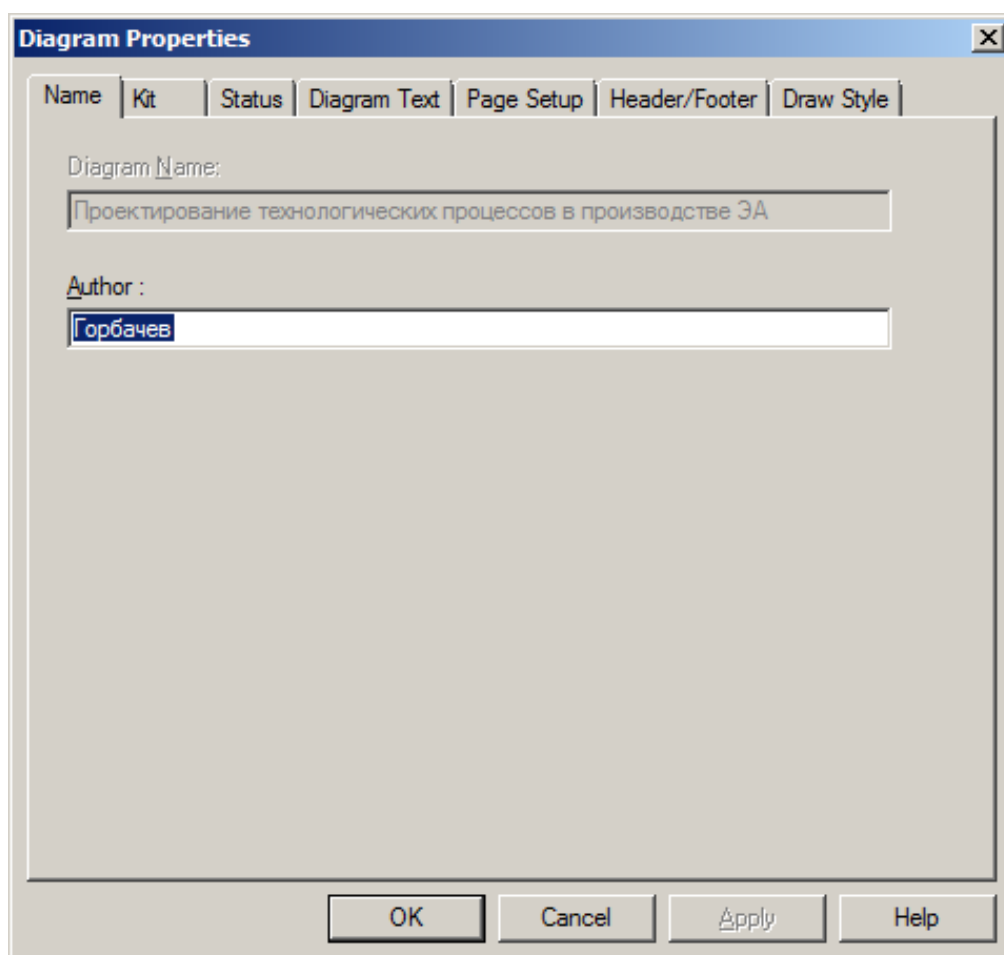 Diagram Properties
Name Kit Status Diagram Text Page Setup Header/Footer Draw Style
Diagram Name:
Проектирование технологических процессов в производстве ЭА
Author :
Горбачев
OK Cancel Apply Help